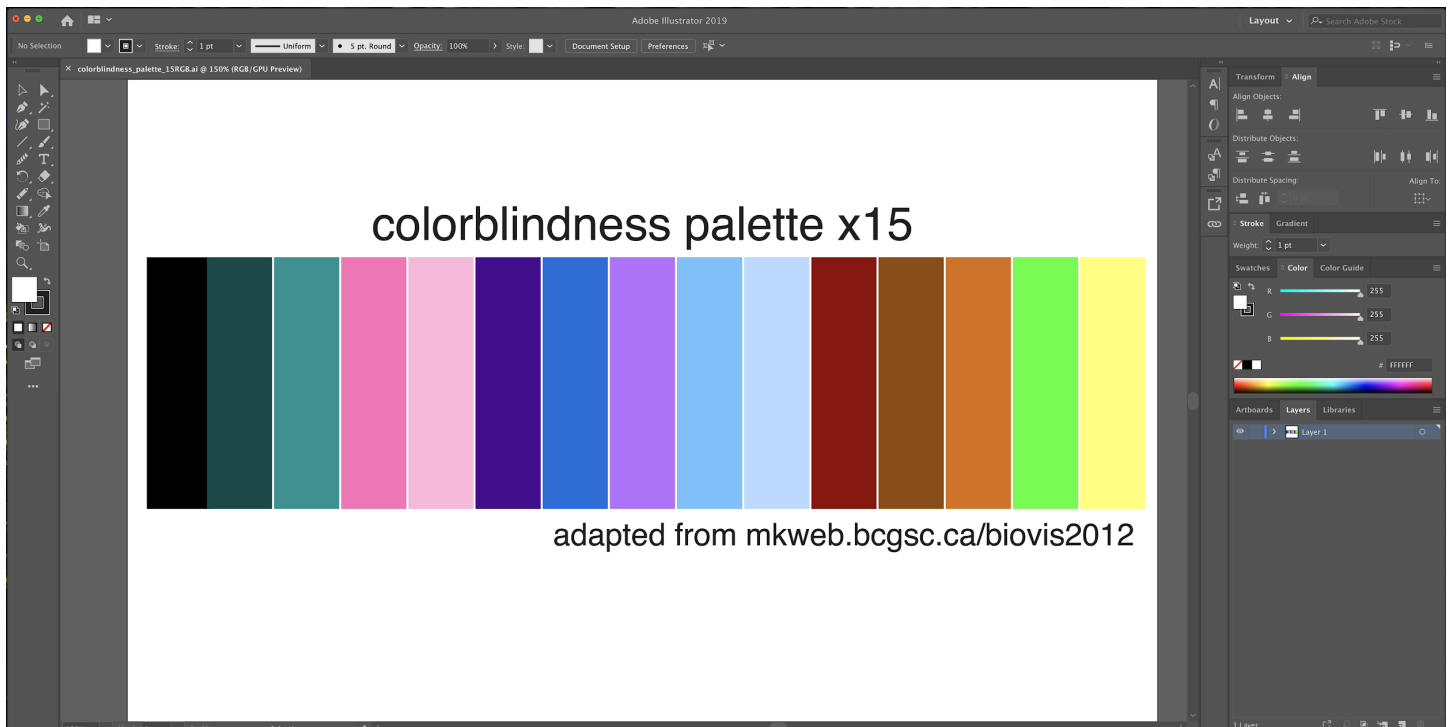 Adobe Illustrator 2019
Layout
Search Adobe Stock
No Selection
Stroke: 1 pt
Uniform
5 pt. Round
Opacity: 100%
Style:
Document Setup
Preferences
× colorblindness_palette_15RGB.ai @ 150% (RGB/GPU Preview)
colorblindness palette x15
adapted from mkweb.bcgsc.ca/biovis2012
Transform
Align
Align Objects:
Distribute Objects:
Distribute Spacing:
Align To:
Stroke
Gradient
Weight: 1 pt
Swatches
Color
Color Guide
R 255
G 255
B 255
# FFFFFF
Artboards
Layers
Libraries
Layer 1
1 Layer